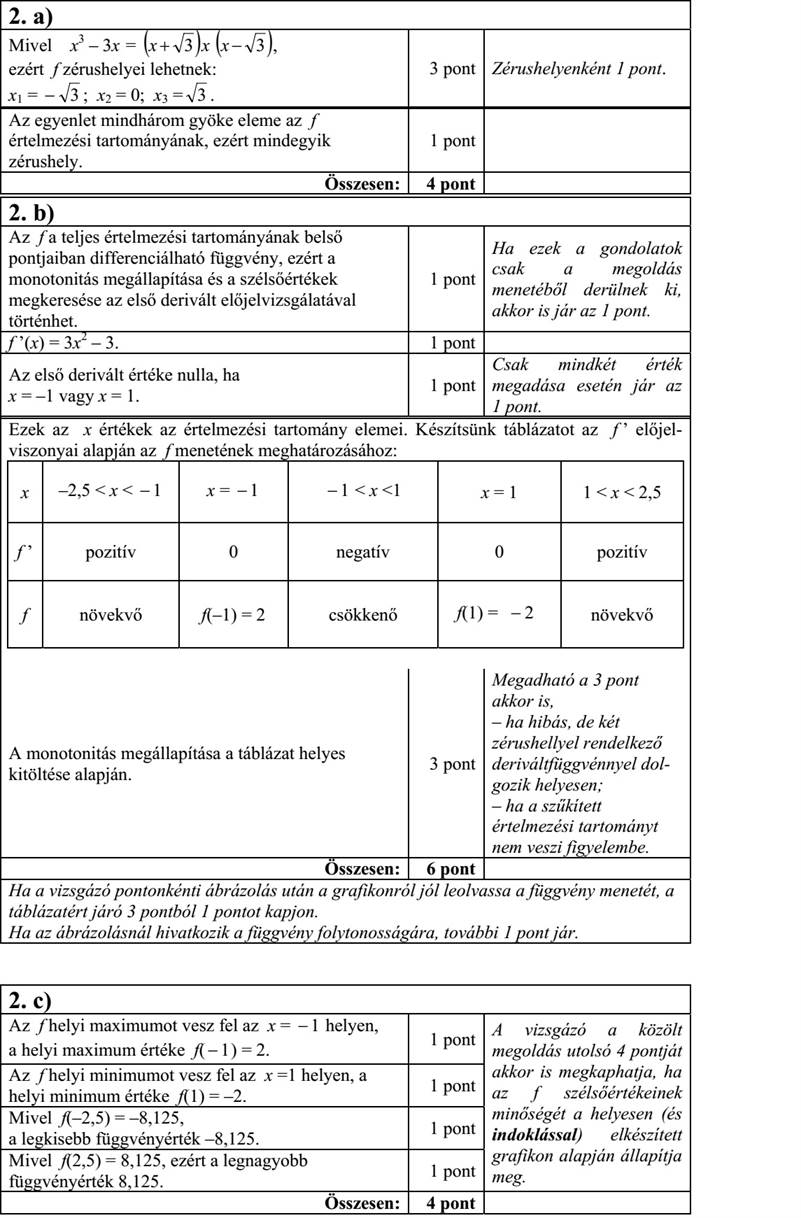 2. a)
Mivel x³ – 3x = (x+√3)x (x–√3),
ezért f zérushelyei lehetnek:
x₁ = – √3 ; x₂ = 0; x₃ = √3 .
3 pont
Zérushelyenként 1 pont.
Az egyenlet mindhárom gyöke eleme az f
értelmezési tartományának, ezért mindegyik
zérushely.
1 pont
Összesen: 4 pont
2. b)
Az f a teljes értelmezési tartományának belső
pontjaiban differenciálható függvény, ezért a
monotonitás megállapítása és a szélsőértékek
megkeresése az első derivált előjelvizsgálatával
történhet.
1 pont
Ha ezek a gondolatok
csak a megoldás
menetéből derülnek ki,
akkor is jár az 1 pont.
f ’(x) = 3x² – 3.
1 pont
Az első derivált értéke nulla, ha
x = –1 vagy x = 1.
1 pont
Csak mindkét érték
megadása esetén jár az
1 pont.
Ezek az x értékek az értelmezési tartomány elemei. Készítsünk táblázatot az f ’ előjel-
viszonyai alapján az f menetének meghatározásához:
x –2,5 < x < – 1 x = – 1 – 1 < x <1 x = 1 1 < x < 2,5
f ’ pozitív 0 negatív 0 pozitív
f növekvő f(–1) = 2 csökkenő f(1) = – 2 növekvő
A monotonitás megállapítása a táblázat helyes
kitöltése alapján.
3 pont
Megadható a 3 pont
akkor is,
– ha hibás, de két
zérushellyel rendelkező
deriváltfüggvénnyel dol-
gozik helyesen;
– ha a szűkített
értelmezési tartományt
nem veszi figyelembe.
Összesen: 6 pont
Ha a vizsgázó pontonkénti ábrázolás után a grafikonról jól leolvassa a függvény menetét, a
táblázatért járó 3 pontból 1 pontot kapjon.
Ha az ábrázolásnál hivatkozik a függvény folytonosságára, további 1 pont jár.
2. c)
Az f helyi maximumot vesz fel az x = – 1 helyen,
a helyi maximum értéke f(– 1) = 2.
1 pont
Az f helyi minimumot vesz fel az x =1 helyen, a
helyi minimum értéke f(1) = –2.
1 pont
Mivel f(–2,5) = –8,125,
a legkisebb függvényérték –8,125.
1 pont
Mivel f(2,5) = 8,125, ezért a legnagyobb
függvényérték 8,125.
1 pont
A vizsgázó a közölt
megoldás utolsó 4 pontját
akkor is megkaphatja, ha
az f szélsőértékeinek
minőségét a helyesen (és
indoklással) elkészített
grafikon alapján állapítja
meg.
Összesen: 4 pont